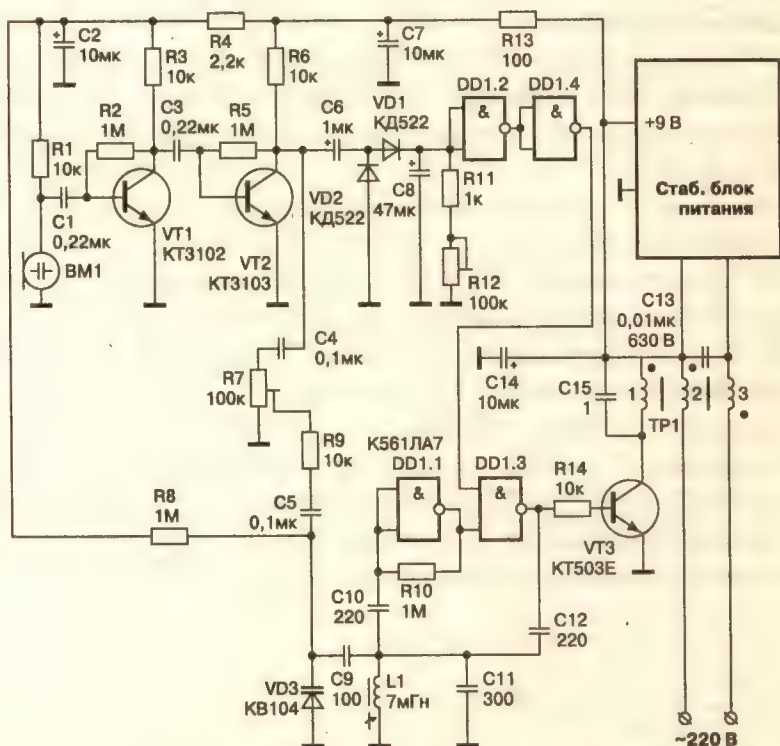 C2
10мк
R3
10к
R4
2,2к
R6
10к
C7
10мк
R13
100
R2
1М
C3
0,22мк
R5
1М
C6
1мк
VD1
КД522
DD1.2
&
DD1.4
&
+9 В
Стаб. блок
питания
R1
10к
C1
0,22мк
BM1
VT1
КТ3102
VT2
КТ3103
VD2
КД522
C8
47мк
R11
1к
R12
100к
C13
0,01мк
630 В
C4
0,1мк
R7
100к
R9
10к
C14
10мк
C15
1
1
2
3
ТР1
К561ЛА7
DD1.1
&
DD1.3
&
R14
10к
VT3
КТ503Е
R8
1М
C5
0,1мк
R10
1М
C10
220
C12
220
VD3
КВ104
C9
100
L1
7мГн
C11
300
~220 В